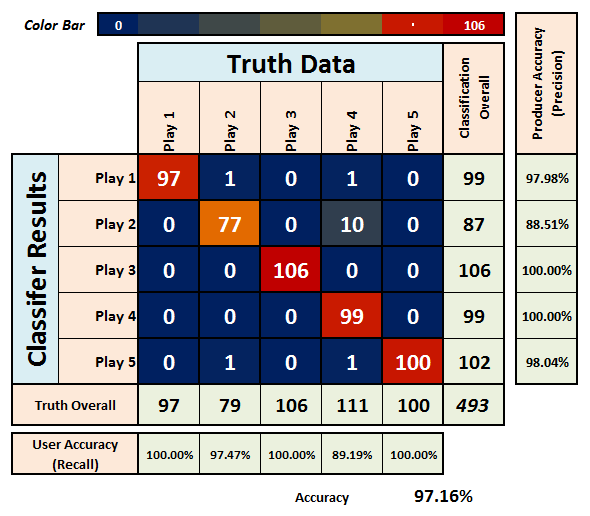 Color Bar 0 106
Truth Data
Play 1 Play 2 Play 3 Play 4 Play 5 Classification Overall Producer Accuracy (Precision)
Classifer Results
Play 1 97 1 0 1 0 99 97.98%
Play 2 0 77 0 10 0 87 88.51%
Play 3 0 0 106 0 0 106 100.00%
Play 4 0 0 0 99 0 99 100.00%
Play 5 0 1 0 1 100 102 98.04%
Truth Overall 97 79 106 111 100 493
User Accuracy (Recall) 100.00% 97.47% 100.00% 89.19% 100.00%
Accuracy 97.16%